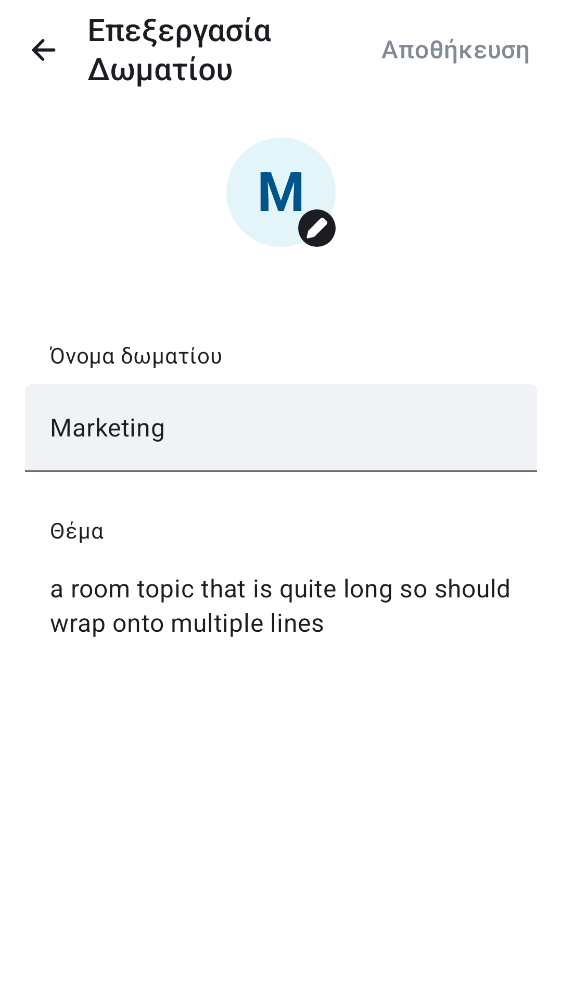 Επεξεργασία
Δωματίου
Αποθήκευση
M
Όνομα δωματίου
Marketing
Θέμα
a room topic that is quite long so should
wrap onto multiple lines